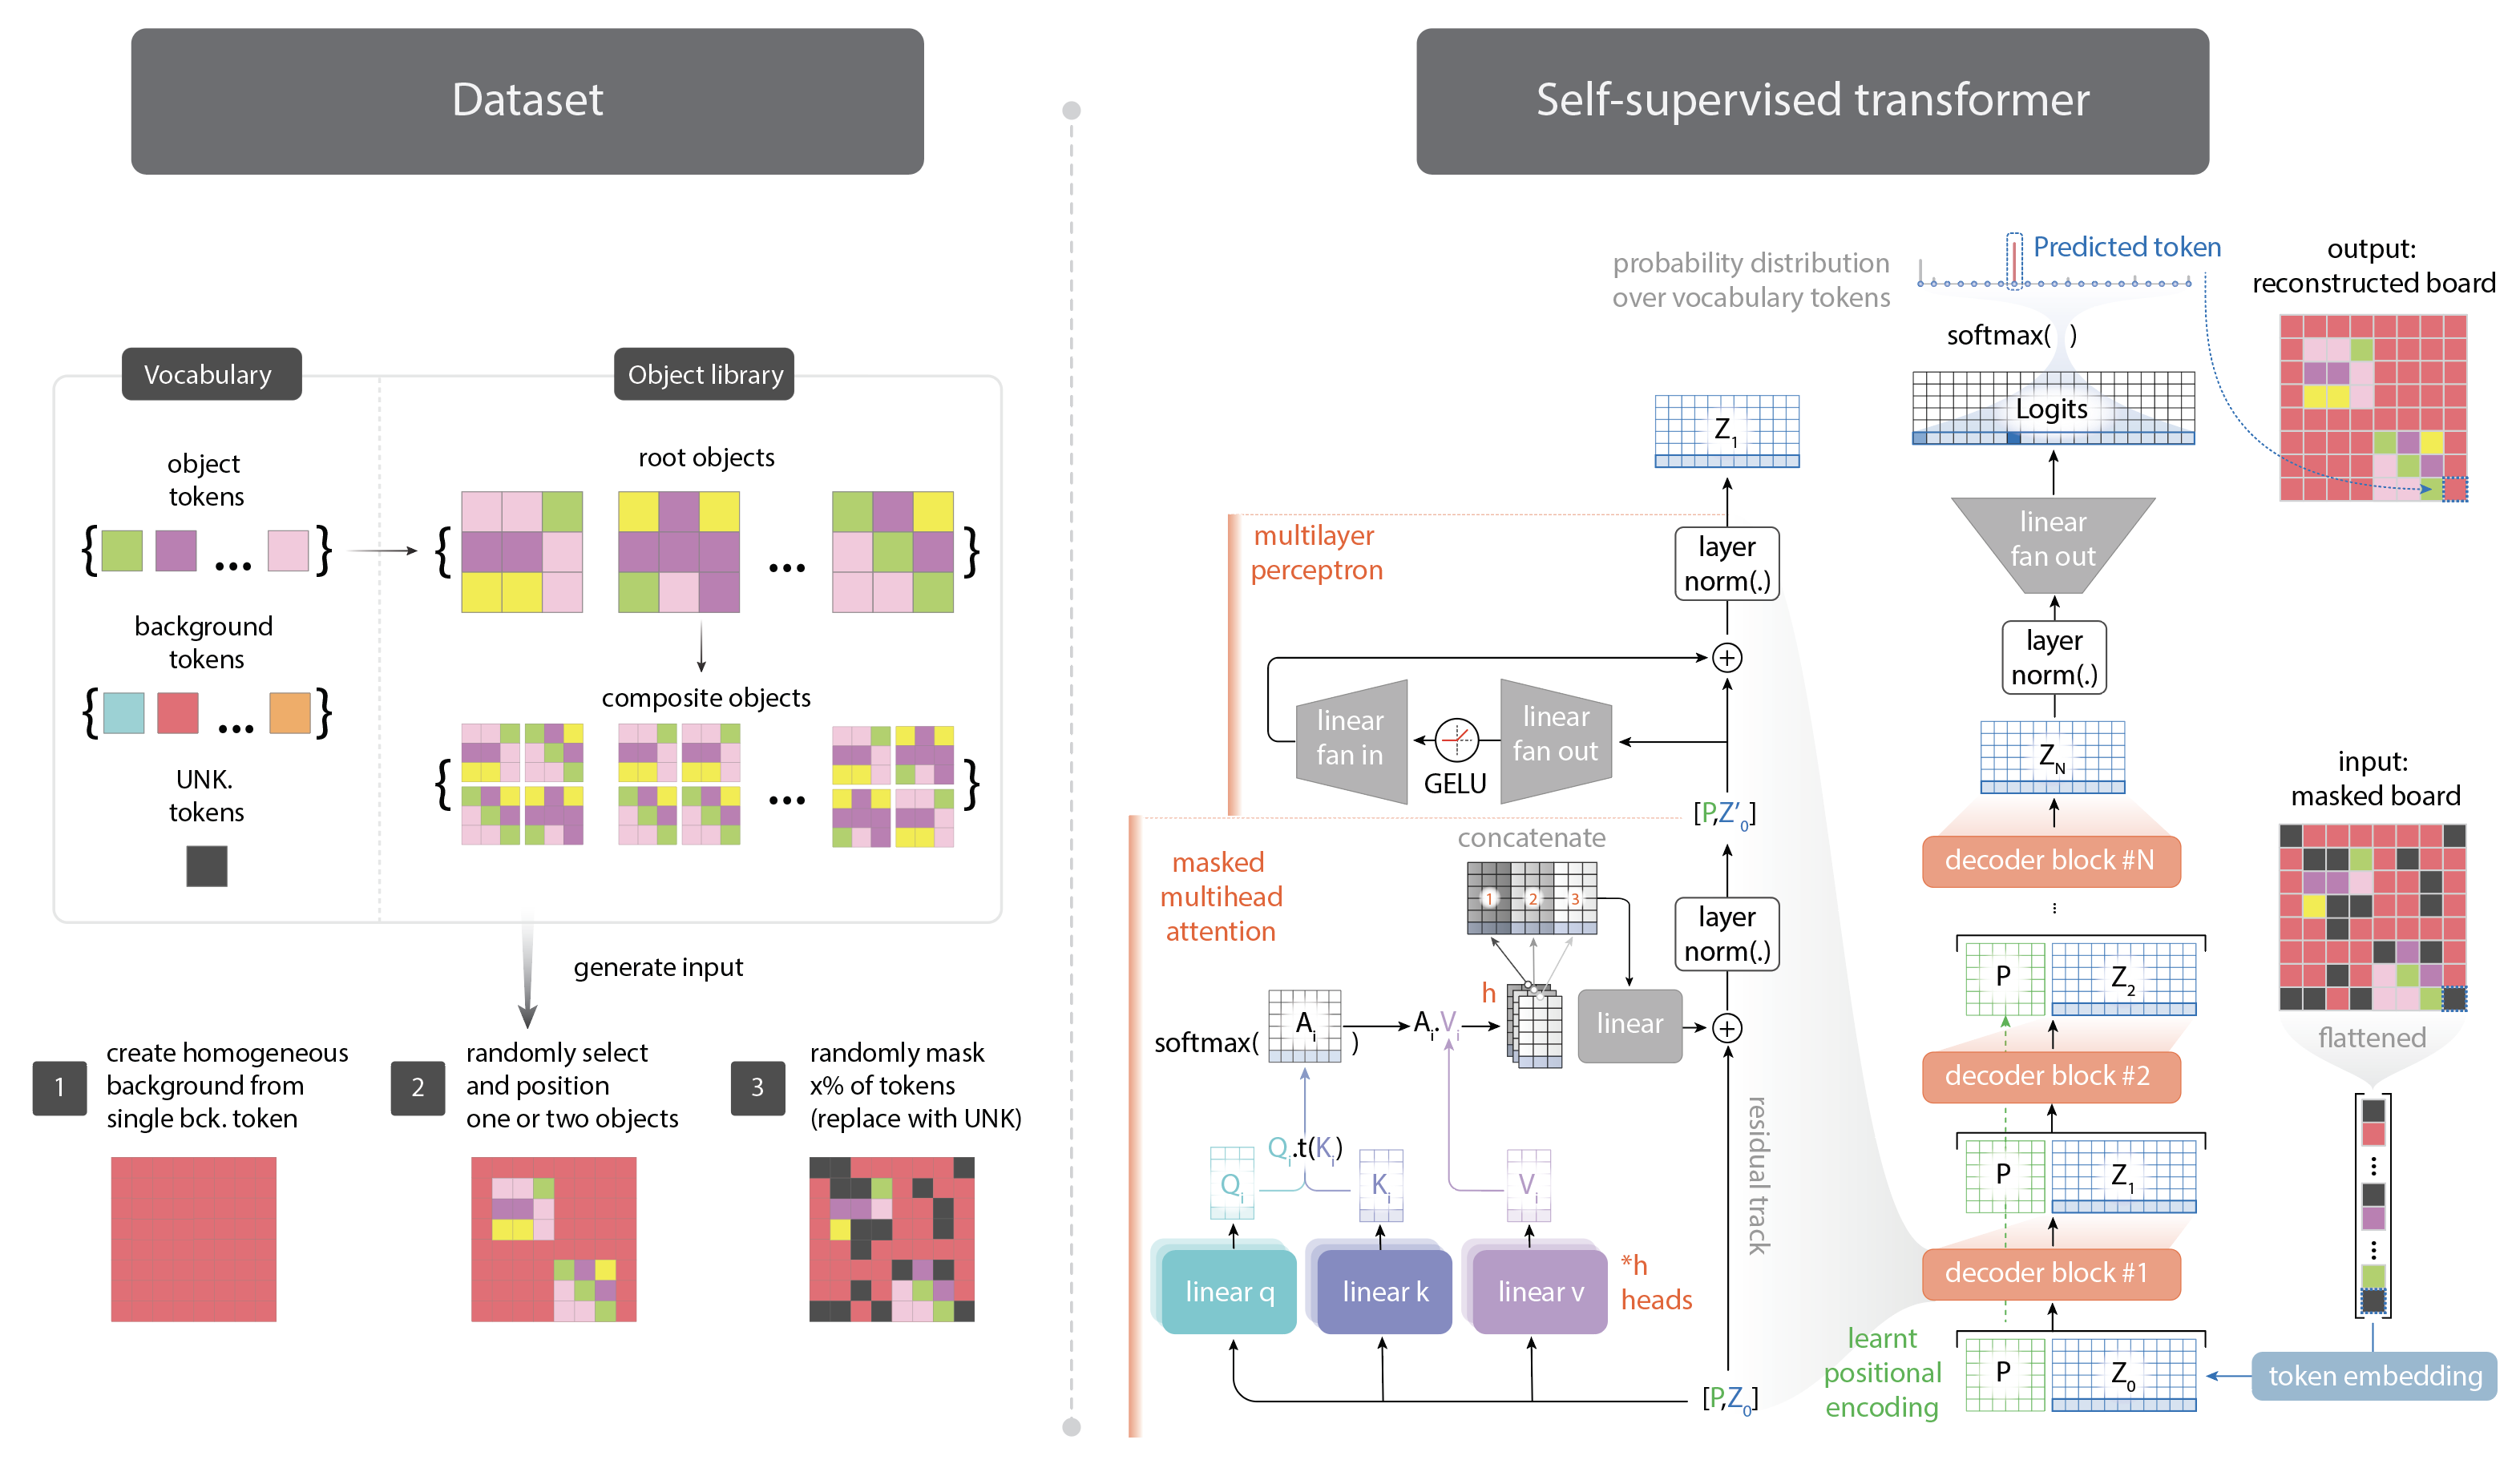 Dataset
Vocabulary
Object library
object
tokens
{ ... }
background
tokens
{ ... }
UNK.
tokens
root objects
{ ... }
composite objects
{ ... }
generate input
1
create homogeneous
background from
single bck. token
2
randomly select
and position
one or two objects
3
randomly mask
x% of tokens
(replace with UNK)
Self-supervised transformer
probability distribution
over vocabulary tokens
Predicted token
softmax( )
Logits
linear
fan out
layer
norm(.)
Z_N
decoder block #N
...
P
Z_2
decoder block #2
P
Z_1
decoder block #1
P
Z_0
learnt
positional
encoding
token embedding
output:
reconstructed board
input:
masked board
flattened
...
...
Z_1
multilayer
perceptron
layer
norm(.)
+
linear
fan in
GELU
linear
fan out
[P,Z'_0]
masked
multihead
attention
concatenate
1 2 3
layer
norm(.)
h
softmax( A_i )
A_i.V_i
linear
+
residual track
Q_i.t(K_i)
Q_i
K_i
V_i
linear q
linear k
linear v
*h
heads
[P,Z_0]